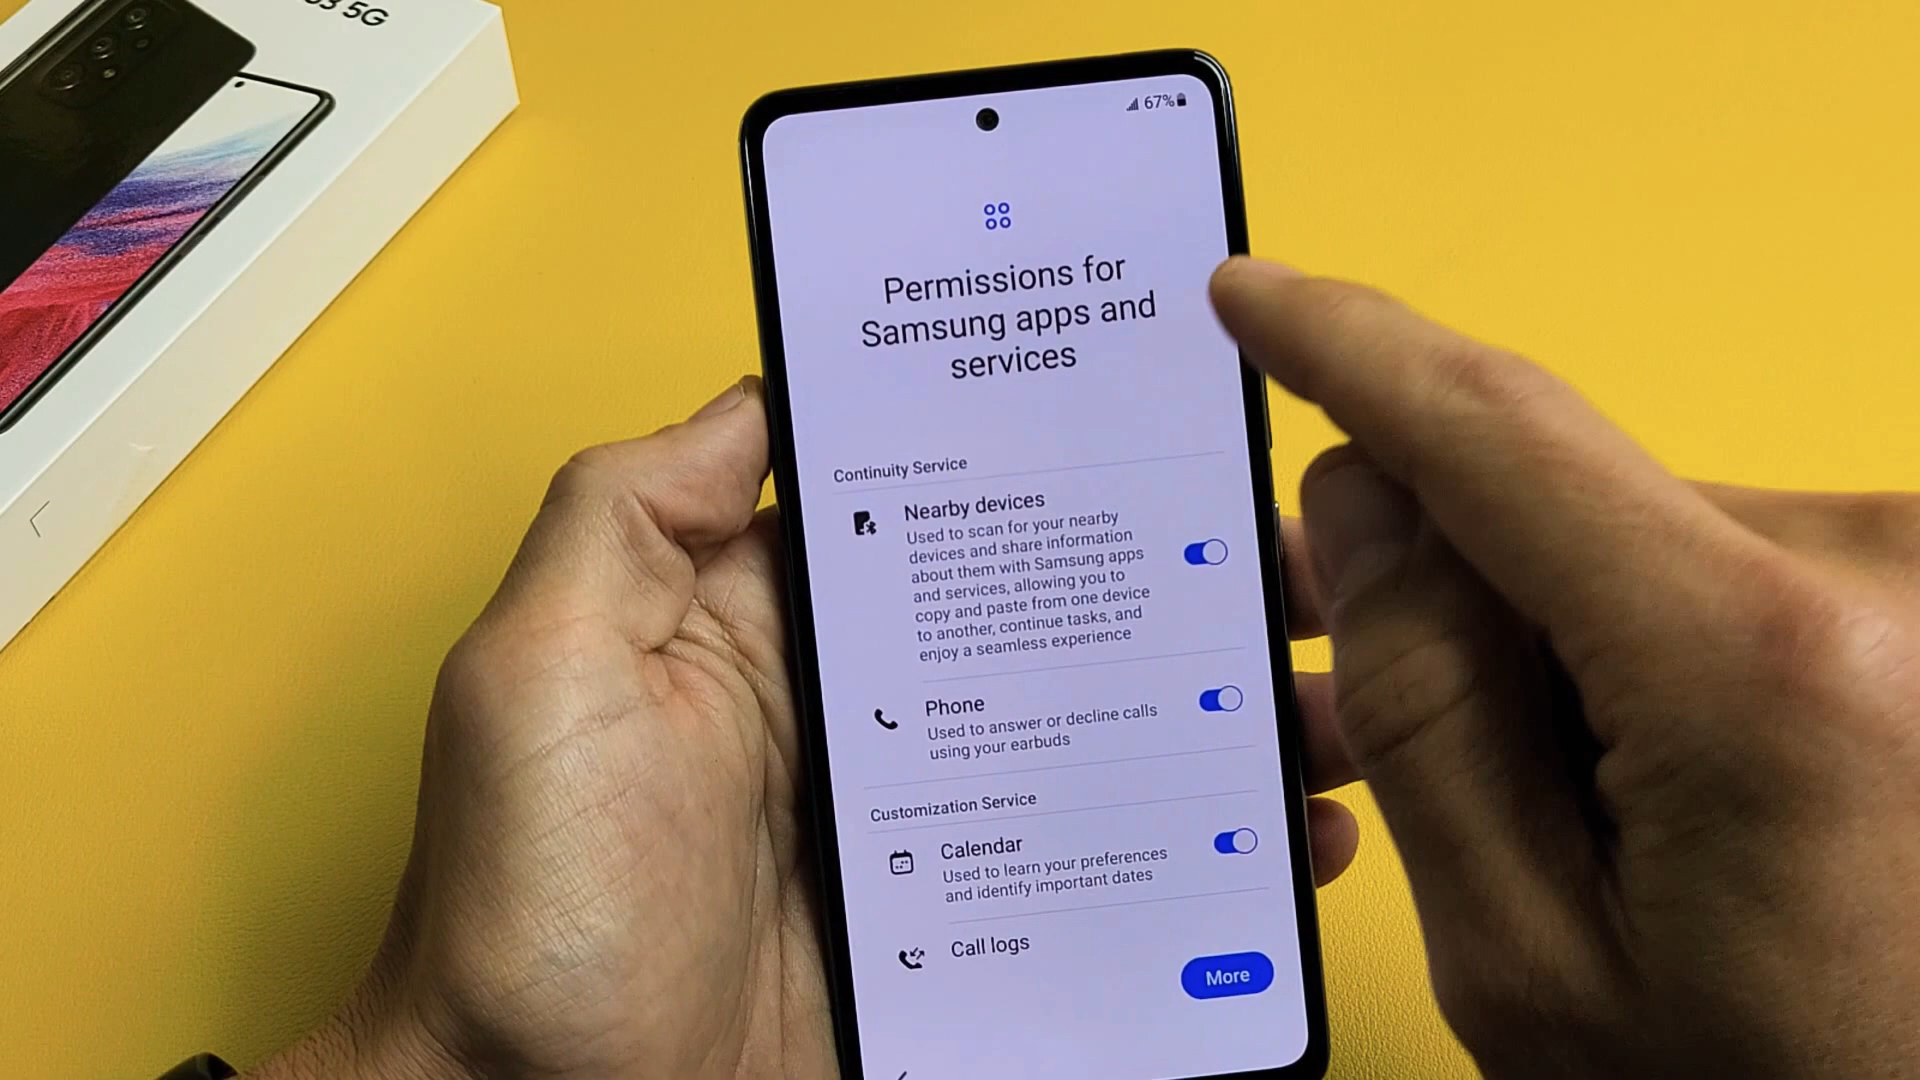 5G
67%
Permissions for
Samsung apps and
services
Continuity Service
Nearby devices
Used to scan for your nearby
devices and share information
about them with Samsung apps
and services, allowing you to
copy and paste from one device
to another, continue tasks, and
enjoy a seamless experience
Phone
Used to answer or decline calls
using your earbuds
Customization Service
Calendar
Used to learn your preferences
and identify important dates
Call logs
More